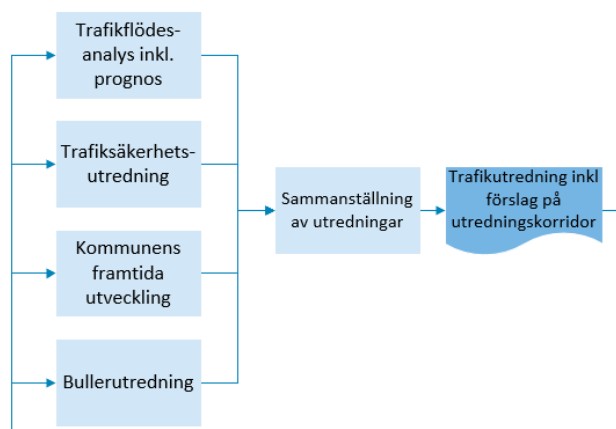 Trafikflödes-
analys inkl.
prognos
Trafiksäkerhets-
utredning
Kommunens
framtida
utveckling
Bullerutredning
Sammanställning
av utredningar
Trafikutredning inkl
förslag på
utredningskorridor